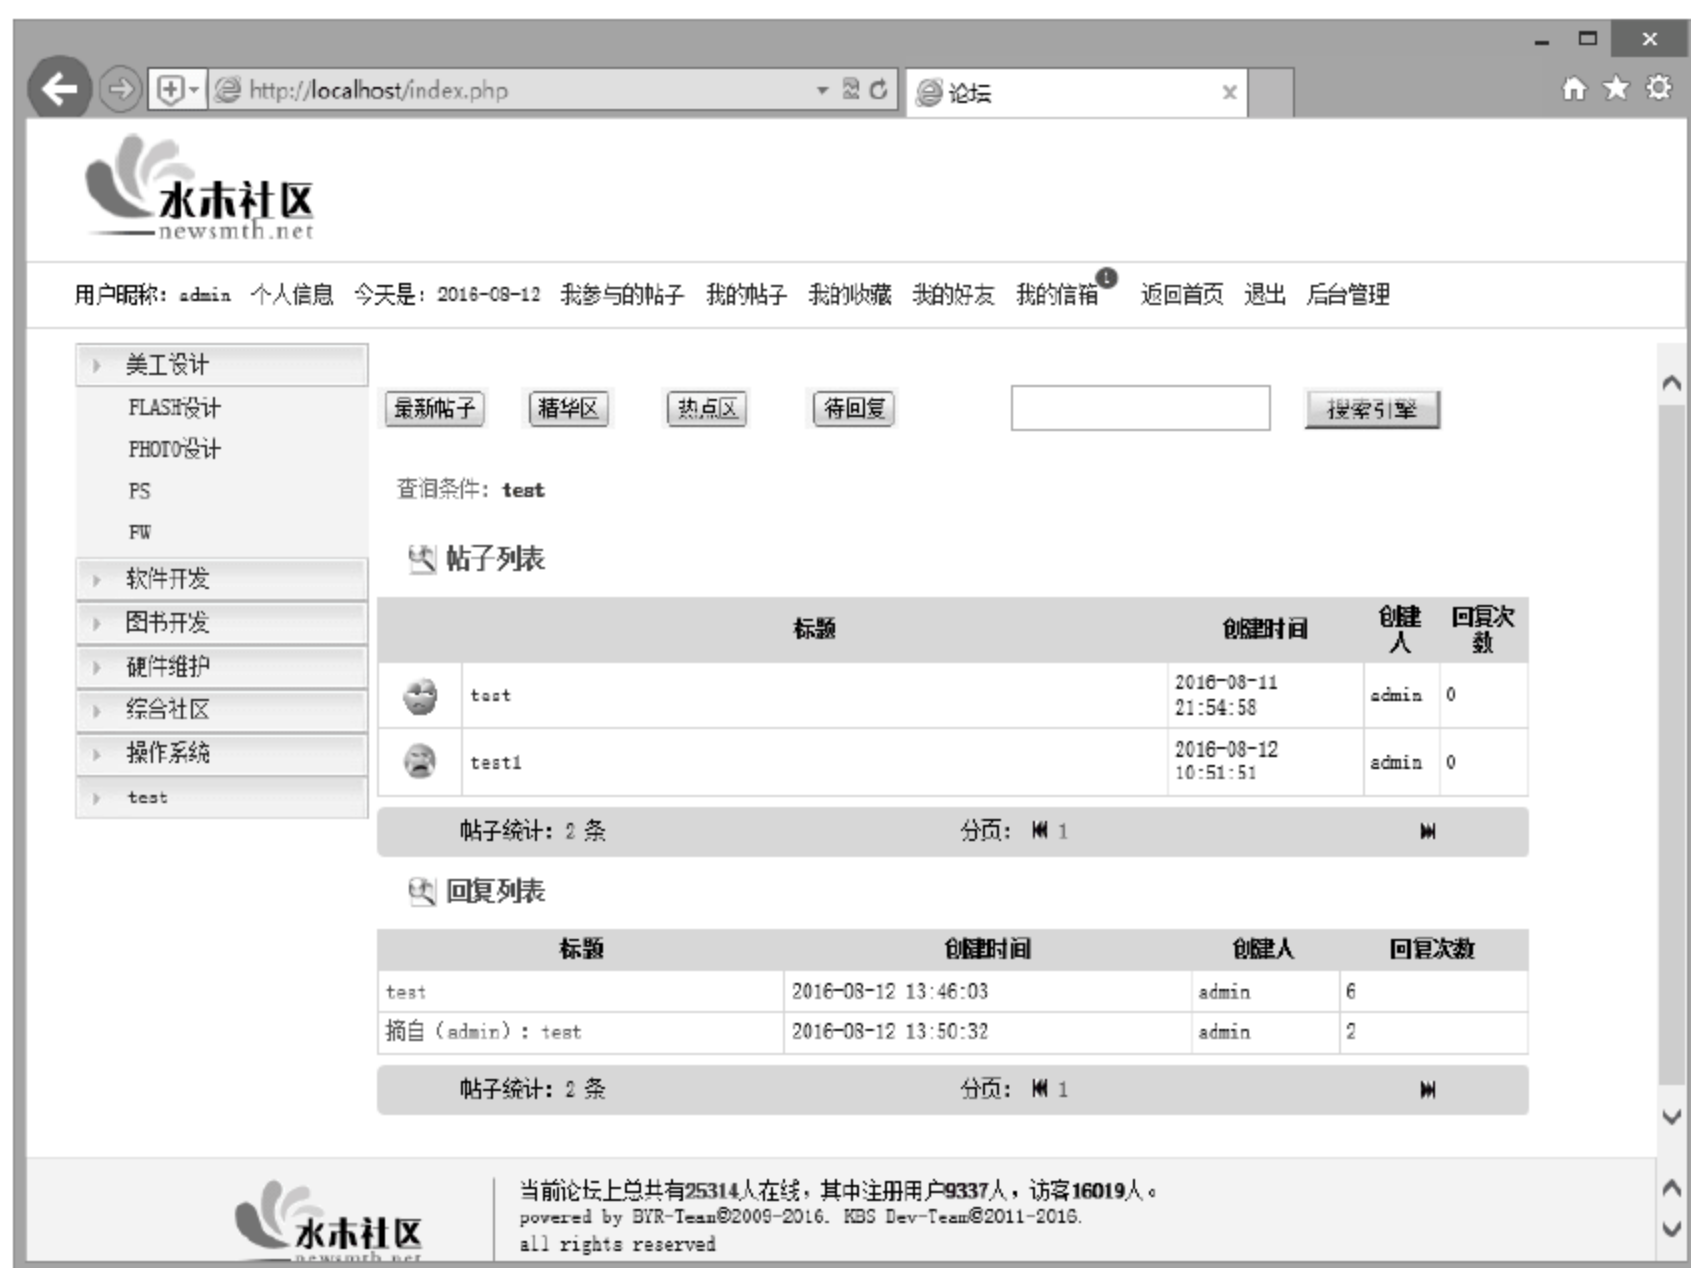 http://localhost/index.php
论坛
水木社区
newsmth.net
用户昵称：admin 个人信息 今天是：2016-08-12 我参与的帖子 我的帖子 我的收藏 我的好友 我的信箱 1 返回首页 退出 后台管理
美工设计
FLASH设计
PHOTO设计
PS
FW
软件开发
图书开发
硬件维护
综合社区
操作系统
test
最新帖子 精华区 热点区 待回复 搜索引擎
查询条件：test
帖子列表
标题 创建时间 创建人 回复次数
test 2016-08-11 21:54:58 admin 0
test1 2016-08-12 10:51:51 admin 0
帖子统计：2 条 分页： 1
回复列表
标题 创建时间 创建人 回复次数
test 2016-08-12 13:46:03 admin 6
摘自（admin）：test 2016-08-12 13:50:32 admin 2
帖子统计：2 条 分页： 1
水木社区
newsmth.net
当前论坛上总共有25314人在线，其中注册用户9337人，访客16019人。
powered by BYR-Team©2009-2016. KBS Dev-Team©2011-2016.
all rights reserved